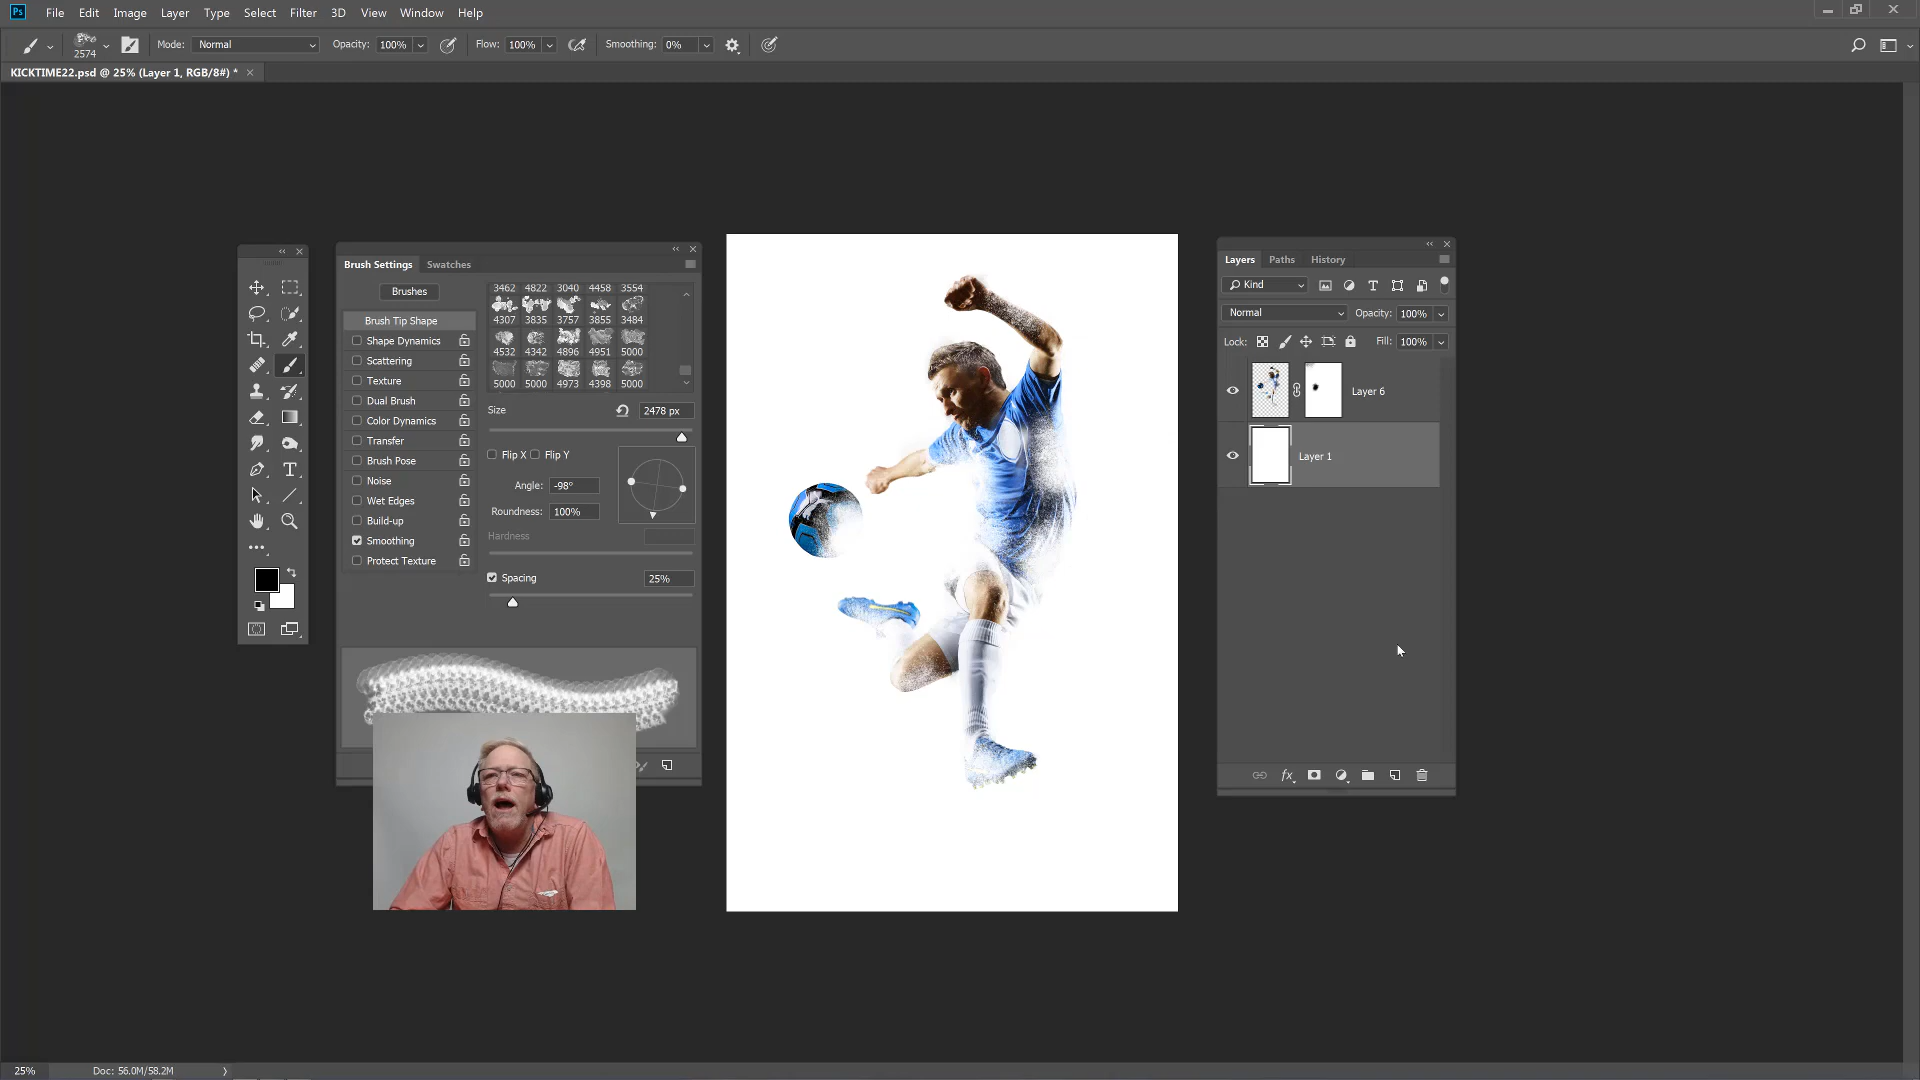 Ps File Edit Image Layer Type Select Filter 3D View Window Help
2574 Mode: Normal Opacity: 100% Flow: 100% Smoothing: 0%
KICKTIME22.psd @ 25% (Layer 1, RGB/8#) * ×
Brush Settings Swatches
Brushes
Brush Tip Shape
Shape Dynamics
Scattering
Texture
Dual Brush
Color Dynamics
Transfer
Brush Pose
Noise
Wet Edges
Build-up
Smoothing
Protect Texture
3462 4822 3040 4458 3554
4307 3835 3757 3855 3484
4532 4342 4896 4951 5000
5000 5000 4973 4398 5000
Size 2478 px
Flip X Flip Y
Angle: -98°
Roundness: 100%
Hardness
Spacing 25%
Layers Paths History
Kind
Normal Opacity: 100%
Lock: Fill: 100%
Layer 6
Layer 1
fx
25% Doc: 56.0M/58.2M